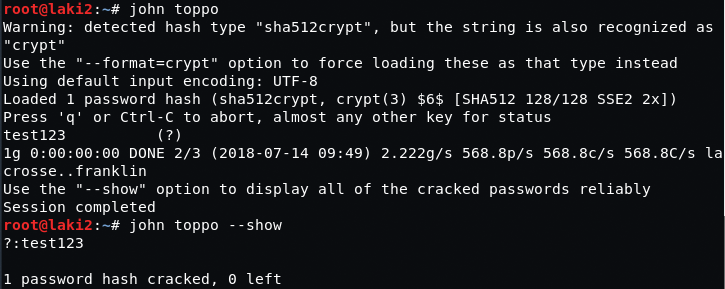 root@laki2:~# john toppo
Warning: detected hash type "sha512crypt", but the string is also recognized as
"crypt"
Use the "--format=crypt" option to force loading these as that type instead
Using default input encoding: UTF-8
Loaded 1 password hash (sha512crypt, crypt(3) $6$ [SHA512 128/128 SSE2 2x])
Press 'q' or Ctrl-C to abort, almost any other key for status
test123          (?)
1g 0:00:00:00 DONE 2/3 (2018-07-14 09:49) 2.222g/s 568.8p/s 568.8c/s 568.8C/s la
crosse..franklin
Use the "--show" option to display all of the cracked passwords reliably
Session completed
root@laki2:~# john toppo --show
?:test123

1 password hash cracked, 0 left